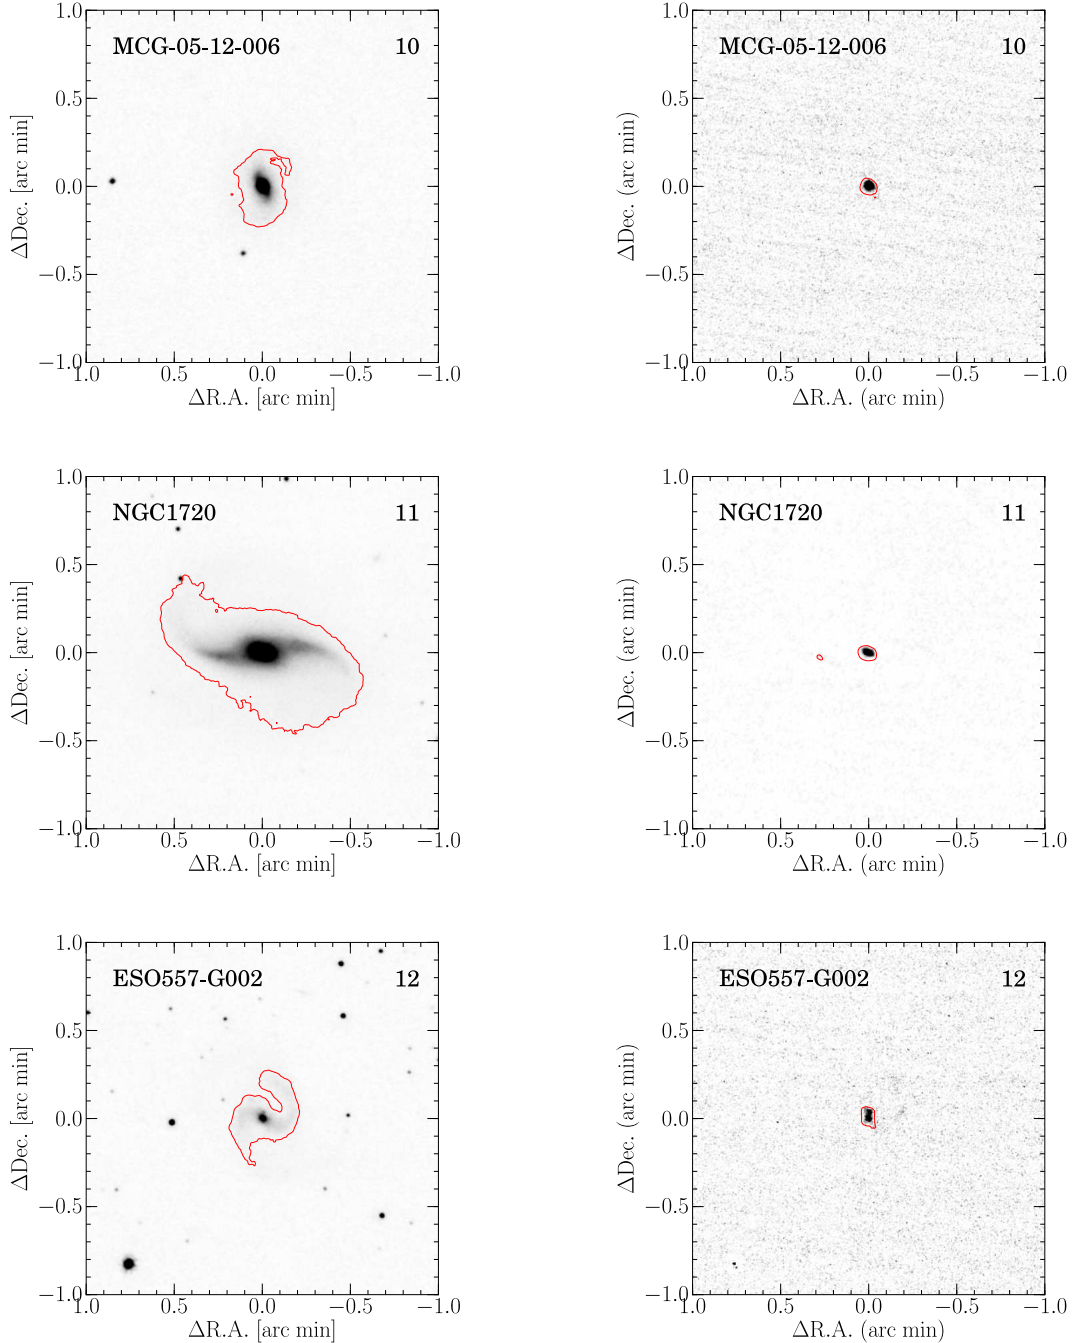 MCG-05-12-006 10
1.0
0.5
0.0
−0.5
−1.0
ΔDec. [arc min]
1.0 0.5 0.0 −0.5 −1.0
ΔR.A. [arc min]
MCG-05-12-006 10
1.0
0.5
0.0
−0.5
−1.0
ΔDec. (arc min)
1.0 0.5 0.0 −0.5 −1.0
ΔR.A. (arc min)
NGC1720 11
1.0
0.5
0.0
−0.5
−1.0
ΔDec. [arc min]
1.0 0.5 0.0 −0.5 −1.0
ΔR.A. [arc min]
NGC1720 11
1.0
0.5
0.0
−0.5
−1.0
ΔDec. (arc min)
1.0 0.5 0.0 −0.5 −1.0
ΔR.A. (arc min)
ESO557-G002 12
1.0
0.5
0.0
−0.5
−1.0
ΔDec. [arc min]
1.0 0.5 0.0 −0.5 −1.0
ΔR.A. [arc min]
ESO557-G002 12
1.0
0.5
0.0
−0.5
−1.0
ΔDec. (arc min)
1.0 0.5 0.0 −0.5 −1.0
ΔR.A. (arc min)